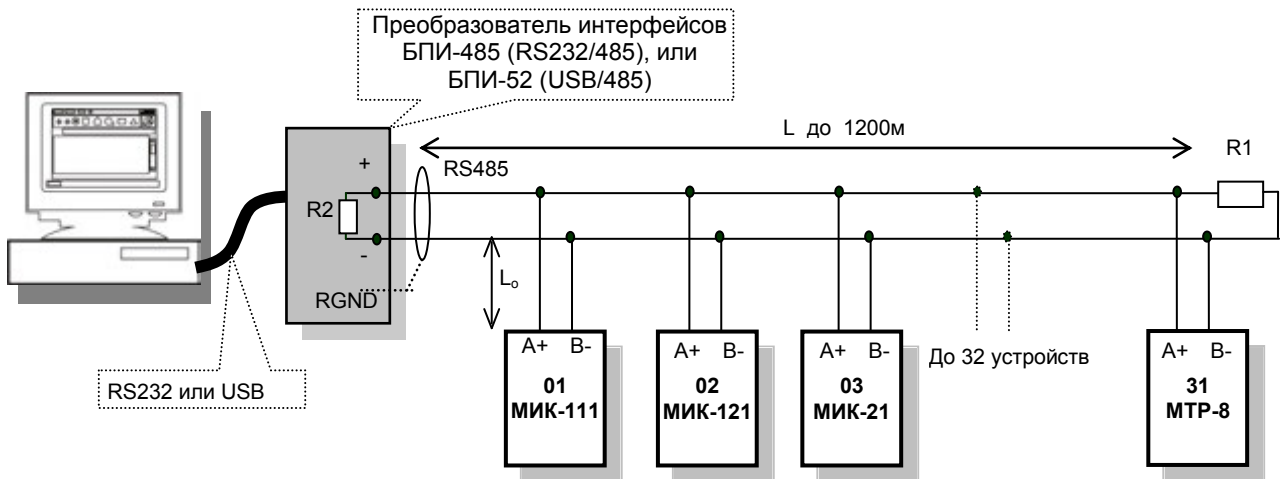 Преобразователь интерфейсов
БПИ-485 (RS232/485), или
БПИ-52 (USB/485)
L до 1200м
R1
+
RS485
R2
-
RGND
Lо
RS232 или USB
A+ B-
01
МИК-111
A+ B-
02
МИК-121
A+ B-
03
МИК-21
До 32 устройств
A+ B-
31
МТР-8